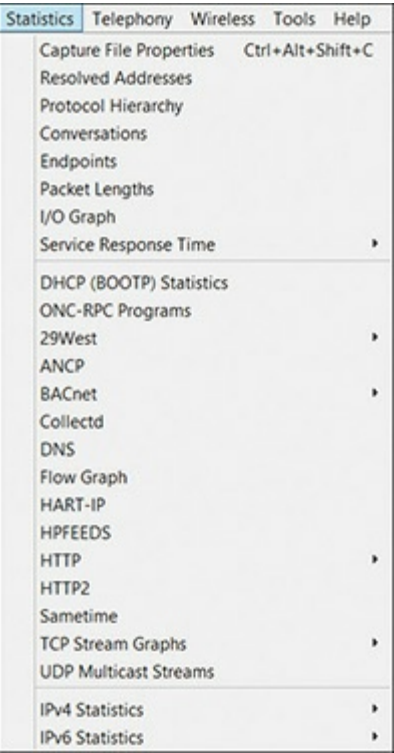 Statistics Telephony Wireless Tools Help
Capture File Properties Ctrl+Alt+Shift+C
Resolved Addresses
Protocol Hierarchy
Conversations
Endpoints
Packet Lengths
I/O Graph
Service Response Time
DHCP (BOOTP) Statistics
ONC-RPC Programs
29West
ANCP
BACnet
Collectd
DNS
Flow Graph
HART-IP
HPFEEDS
HTTP
HTTP2
Sametime
TCP Stream Graphs
UDP Multicast Streams
IPv4 Statistics
IPv6 Statistics